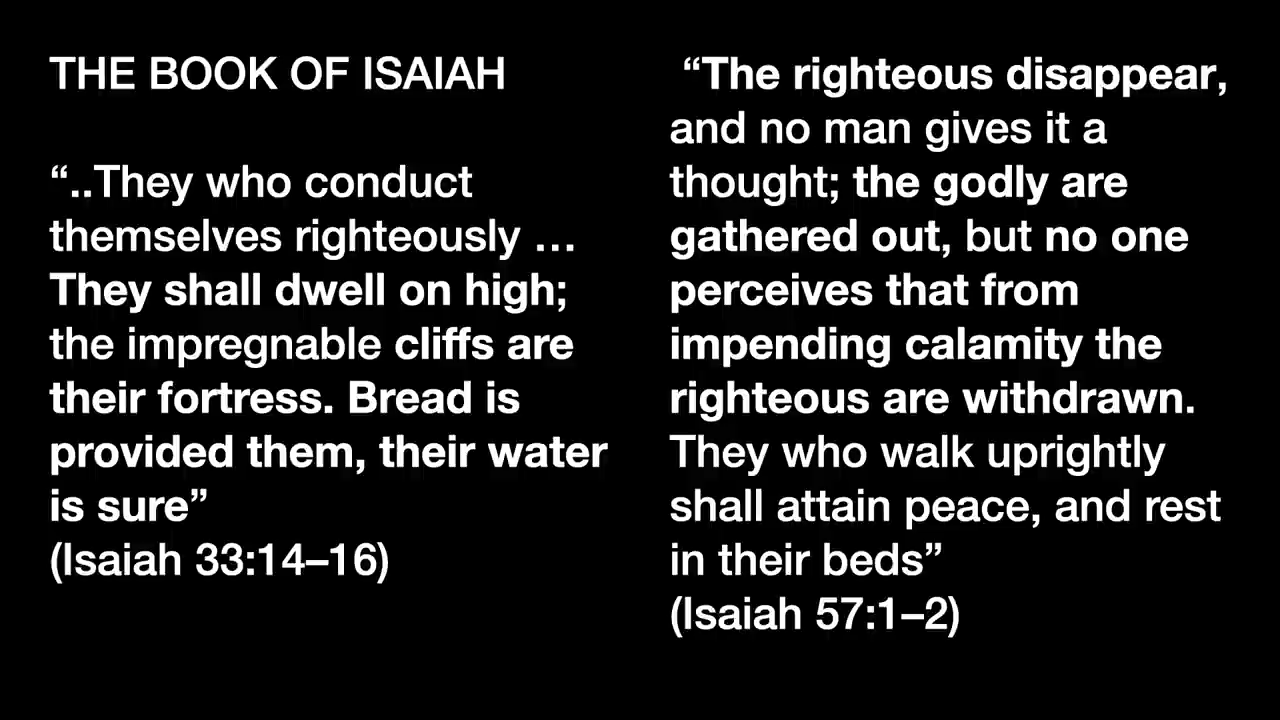 THE BOOK OF ISAIAH
“..They who conduct
themselves righteously …
They shall dwell on high;
the impregnable cliffs are
their fortress. Bread is
provided them, their water
is sure”
(Isaiah 33:14–16)
“The righteous disappear,
and no man gives it a
thought; the godly are
gathered out, but no one
perceives that from
impending calamity the
righteous are withdrawn.
They who walk uprightly
shall attain peace, and rest
in their beds”
(Isaiah 57:1–2)